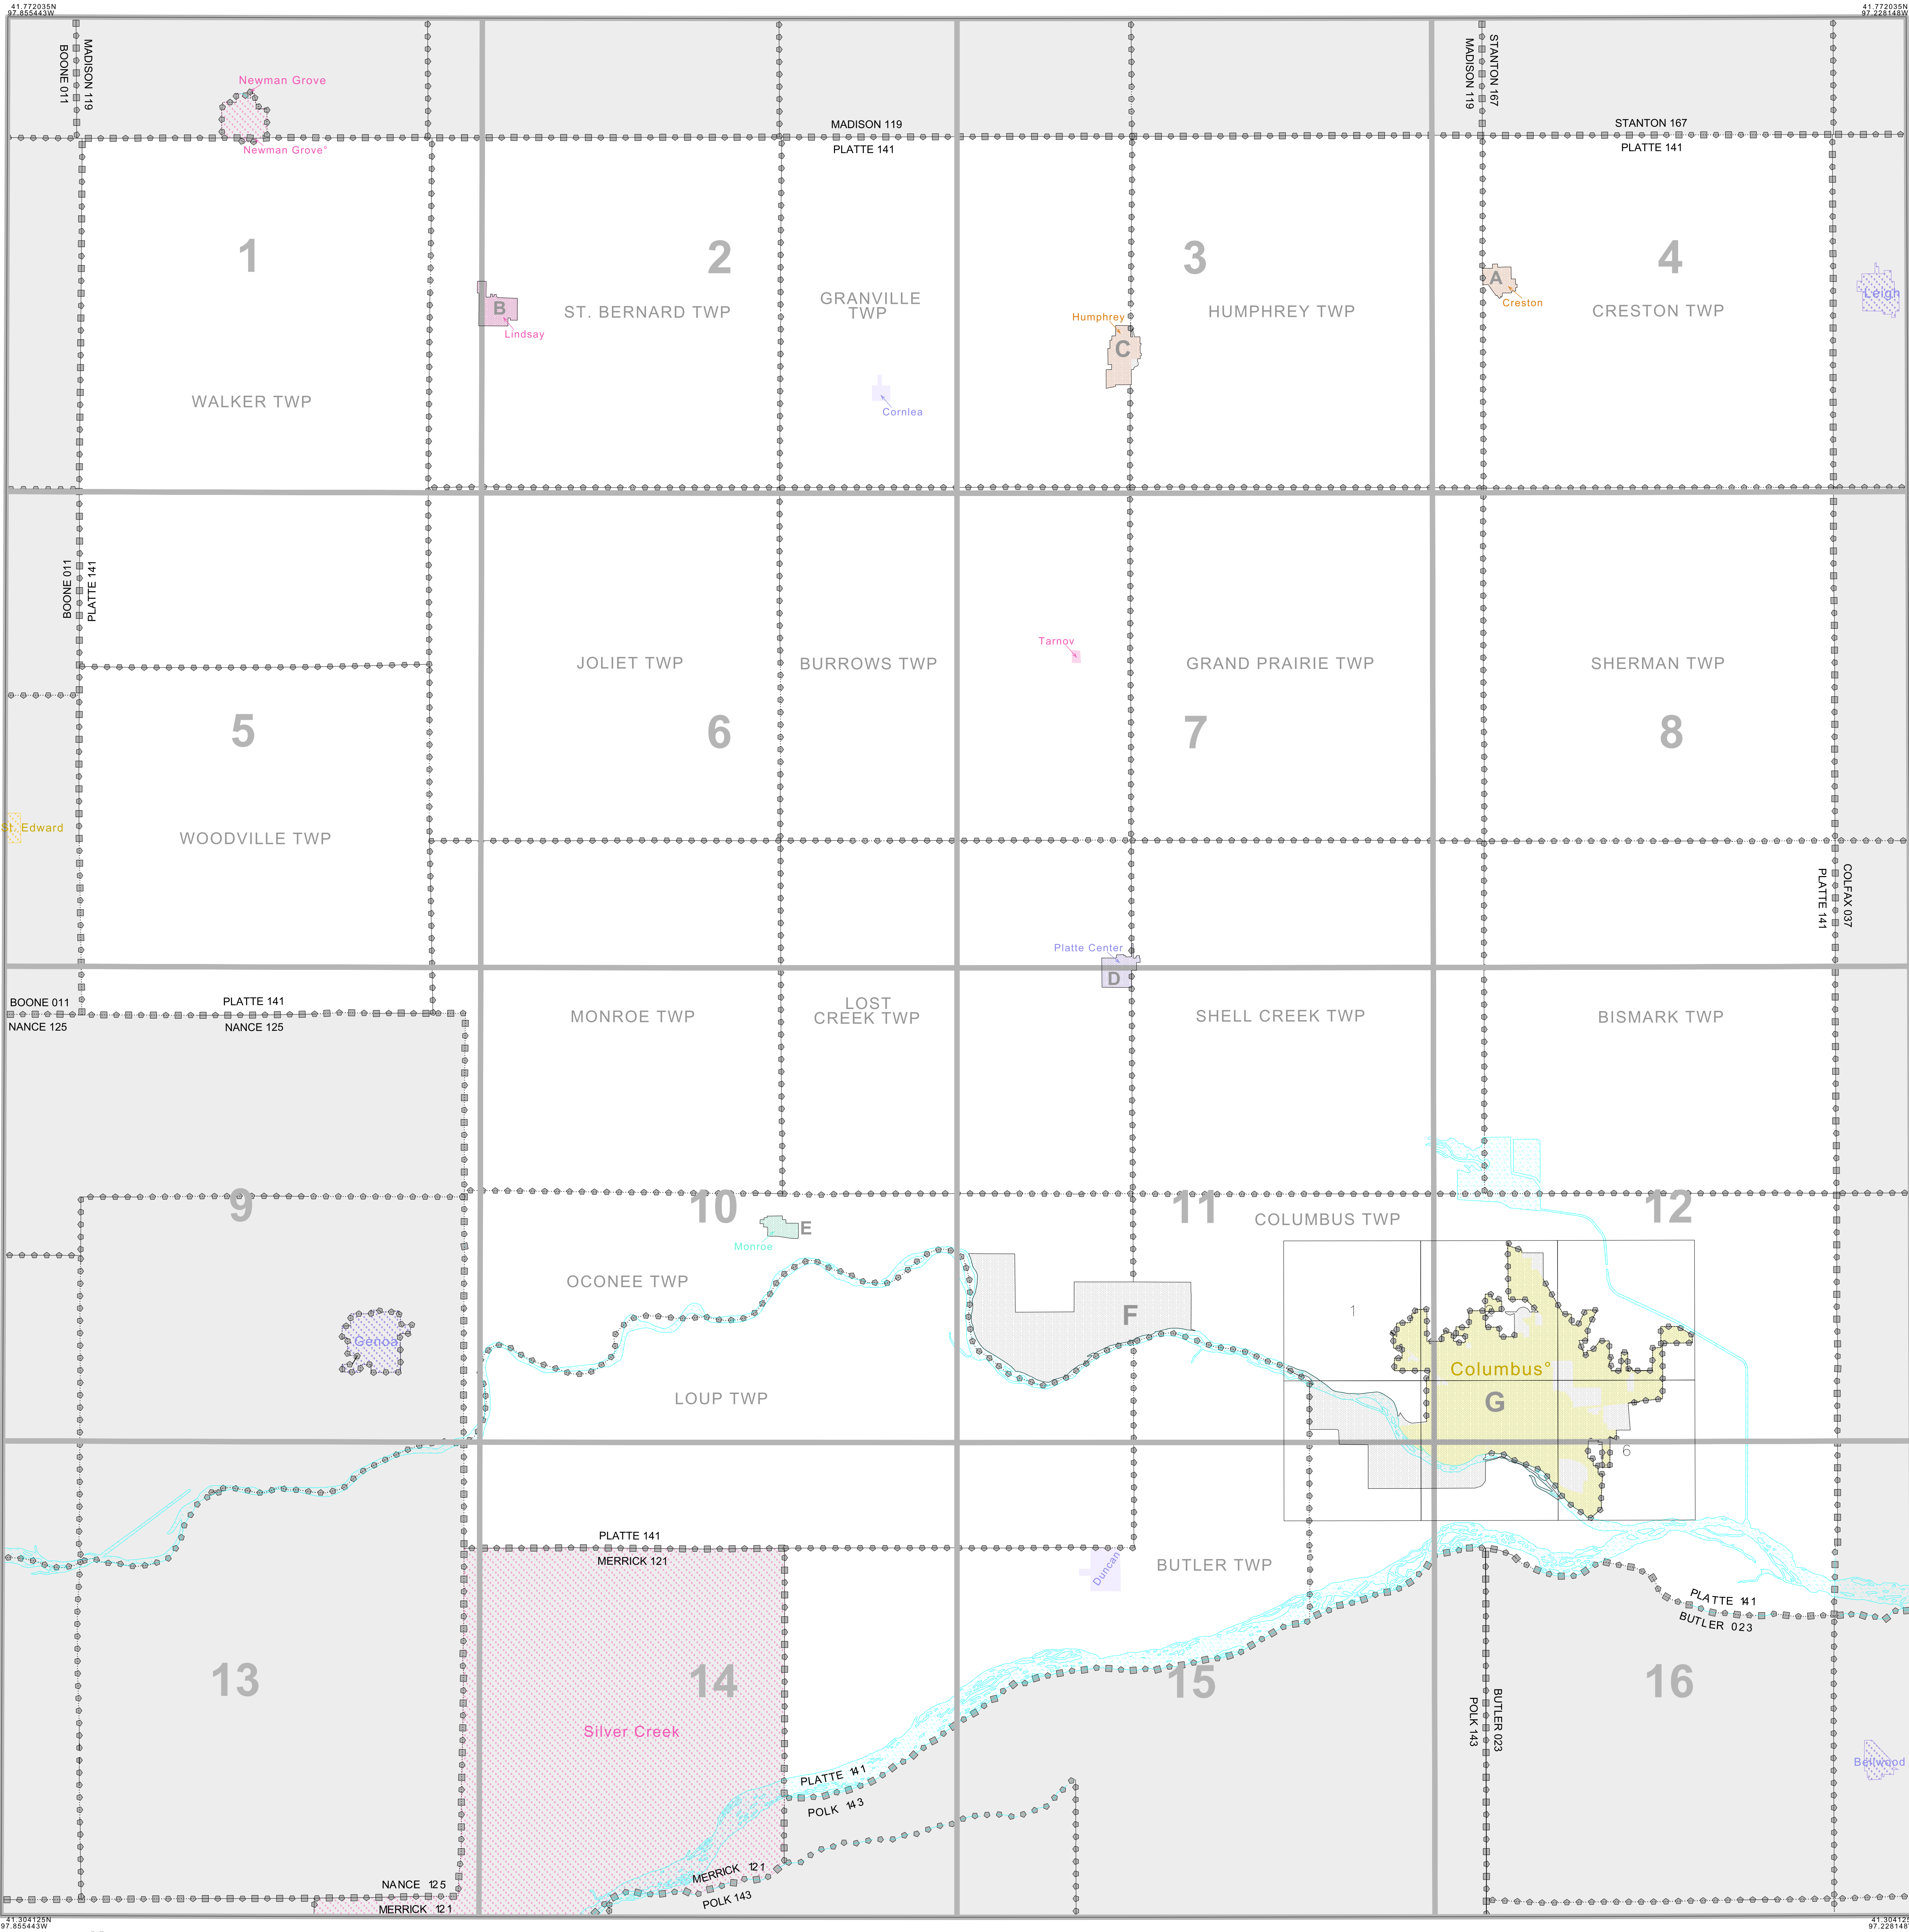 41.772035N
97.855443W
41.772035N
97.228148W
BOONE 011
MADISON 119
Newman Grove
Newman Grove°
MADISON 119
PLATTE 141
MADISON 119
STANTON 167
STANTON 167
PLATTE 141
1
2
3
4
A
Creston
Leigh
B
Lindsay
ST. BERNARD TWP
GRANVILLE
TWP
HUMPHREY TWP
CRESTON TWP
Humphrey
C
WALKER TWP
Cornlea
BOONE 011
PLATTE 141
Tarnov
JOLIET TWP
BURROWS TWP
GRAND PRAIRIE TWP
SHERMAN TWP
5
6
7
8
St. Edward
WOODVILLE TWP
PLATTE 141
COLFAX 037
Platte Center
D
BOONE 011
NANCE 125
PLATTE 141
NANCE 125
MONROE TWP
LOST
CREEK TWP
SHELL CREEK TWP
BISMARK TWP
9
10
11
12
COLUMBUS TWP
E
Monroe
OCONEE TWP
F
1
Genoa
Columbus°
LOUP TWP
G
6
PLATTE 141
MERRICK 121
Duncan
BUTLER TWP
PLATTE 141
BUTLER 023
13
14
15
16
Silver Creek
POLK 143
BUTLER 023
Bellwood
PLATTE 141
POLK 143
MERRICK 121
POLK 143
NANCE 125
MERRICK 121
41.304125N
97.855443W
41.304125
97.228148